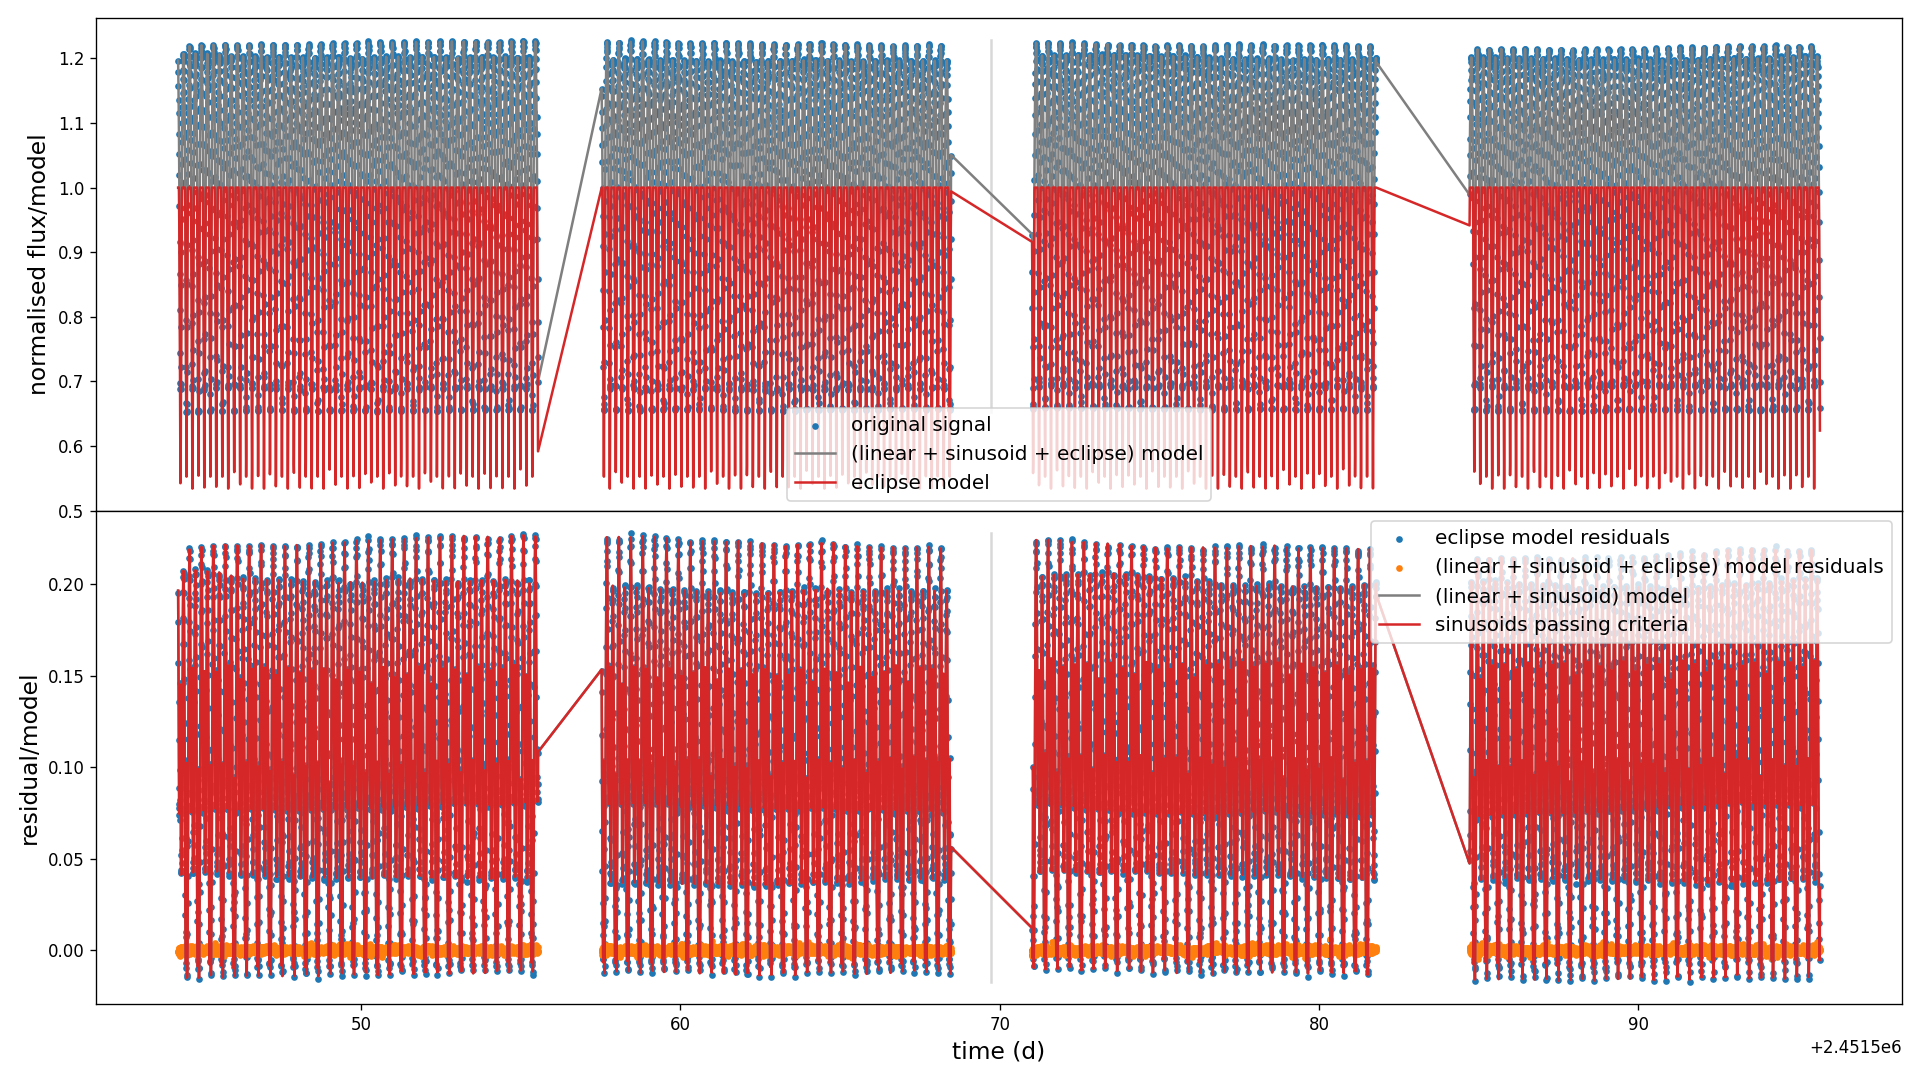 normalised flux/model
1.2
1.1
1.0
0.9
0.8
0.7
0.6
0.5
original signal
(linear + sinusoid + eclipse) model
eclipse model
residual/model
0.20
0.15
0.10
0.05
0.00
eclipse model residuals
(linear + sinusoid + eclipse) model residuals
(linear + sinusoid) model
sinusoids passing criteria
50
60
70
80
90
time (d)
+2.4515e6